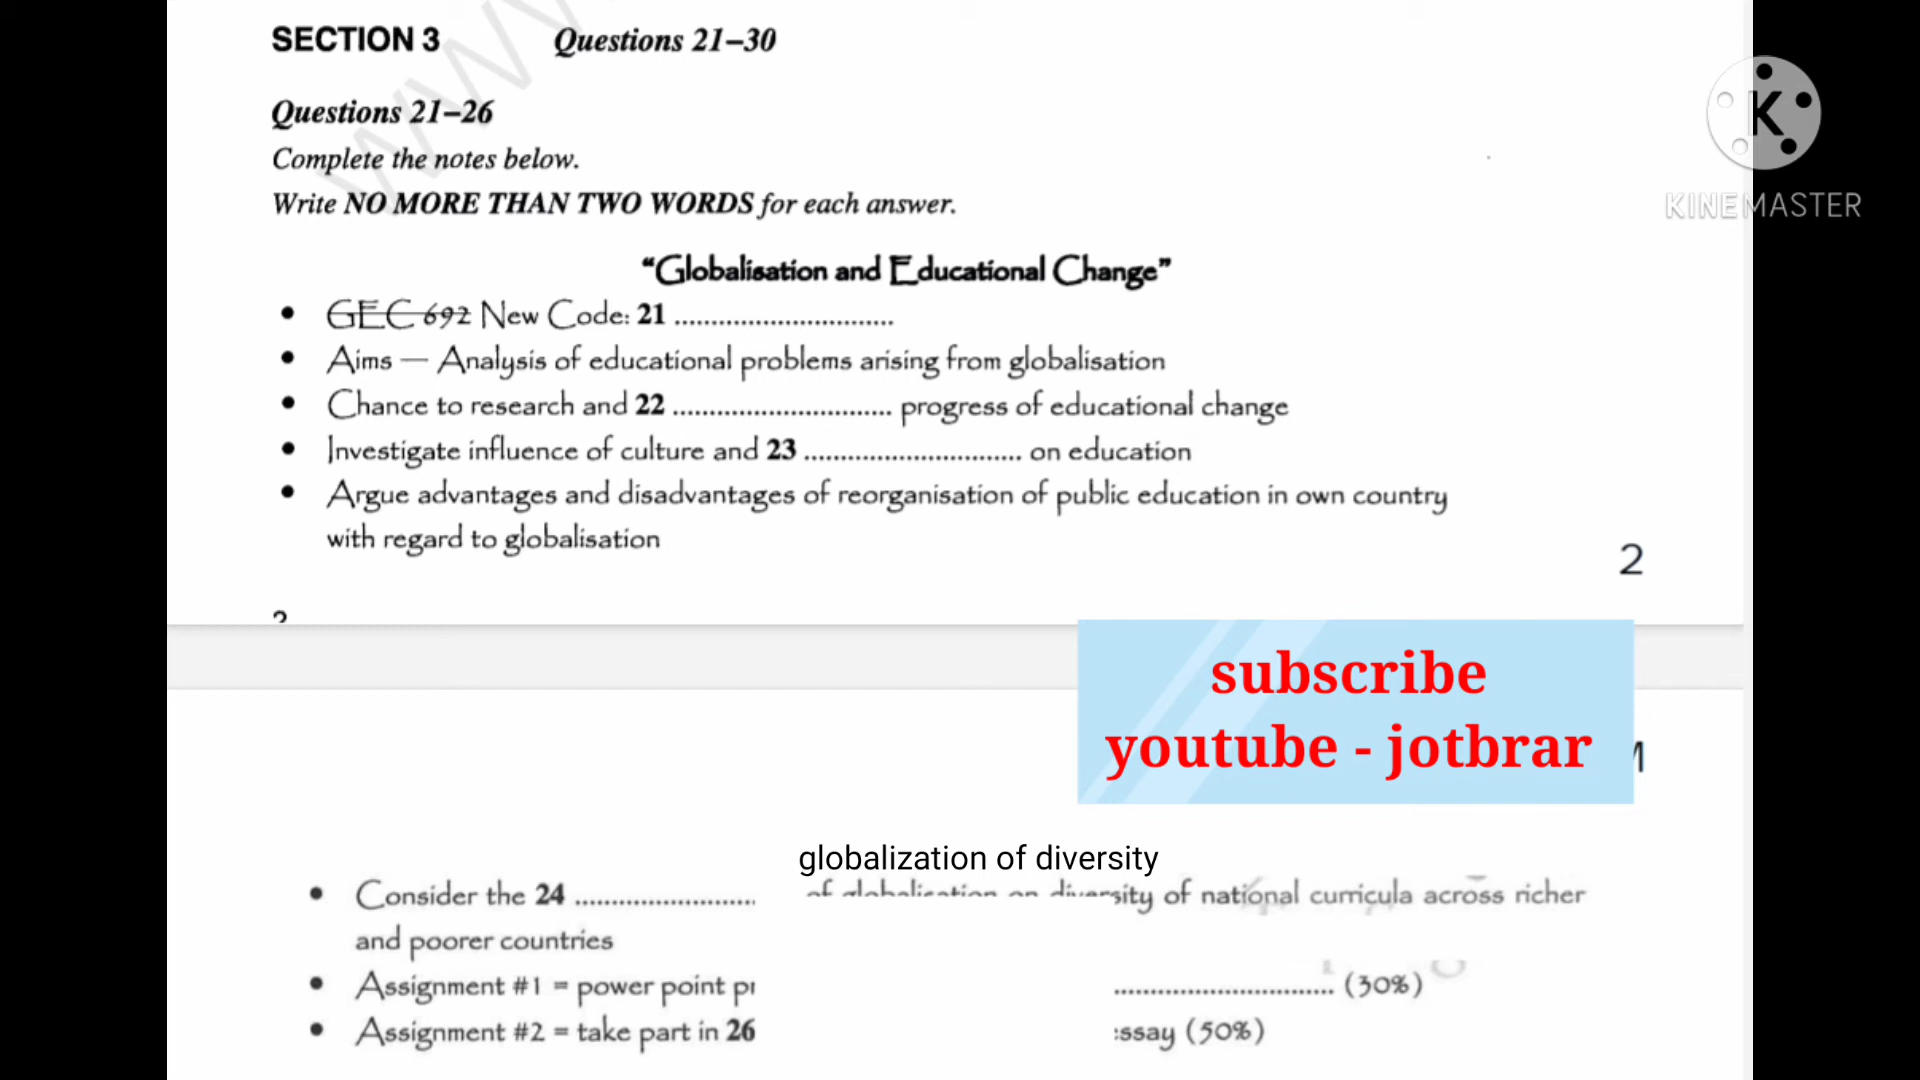 SECTION 3 Questions 21–30
Questions 21–26
Complete the notes below.
Write NO MORE THAN TWO WORDS for each answer.
“Globalisation and Educational Change”
• GEC 692 New Code: 21 .............................
• Aims — Analysis of educational problems arising from globalisation
• Chance to research and 22 ............................. progress of educational change
• Investigate influence of culture and 23 ............................. on education
• Argue advantages and disadvantages of reorganisation of public education in own country
with regard to globalisation
2
K
KINEMASTER
subscribe
youtube - jotbrar
globalization of diversity
• Consider the 24 ........................ of globalisation on diversity of national curricula across richer
and poorer countries
• Assignment #1 = power point ............................. (30%)
• Assignment #2 = take part in 26 essay (50%)